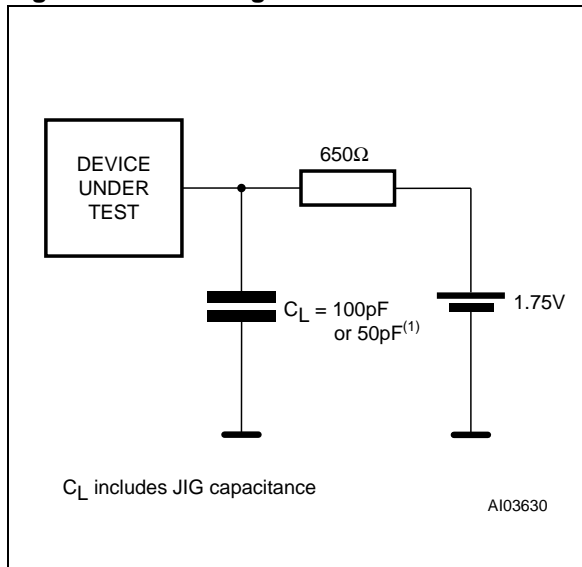 DEVICE
UNDER
TEST
650Ω
C_L = 100pF
or 50pF(1)
1.75V
C_L includes JIG capacitance
AI03630